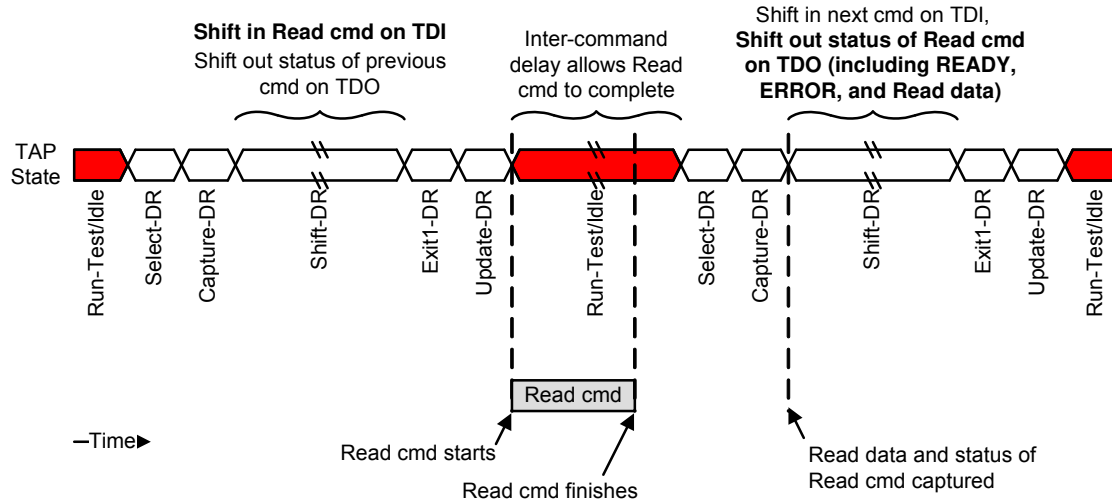 Shift in Read cmd on TDI
Shift out status of previous
cmd on TDO
Inter-command
delay allows Read
cmd to complete
Shift in next cmd on TDI,
Shift out status of Read cmd
on TDO (including READY,
ERROR, and Read data)
TAP
State
Run-Test/Idle
Select-DR
Capture-DR
Shift-DR
Exit1-DR
Update-DR
Run-Test/Idle
Select-DR
Capture-DR
Shift-DR
Exit1-DR
Update-DR
Run-Test/Idle
Read cmd
Time
Read cmd starts
Read cmd finishes
Read data and status of
Read cmd captured